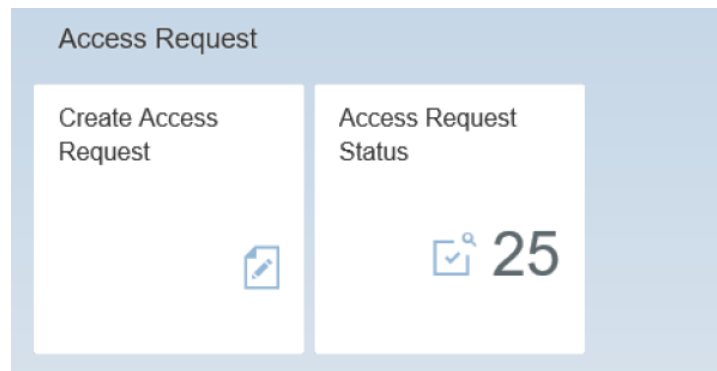 Access Request
Create Access
Request
Access Request
Status
25